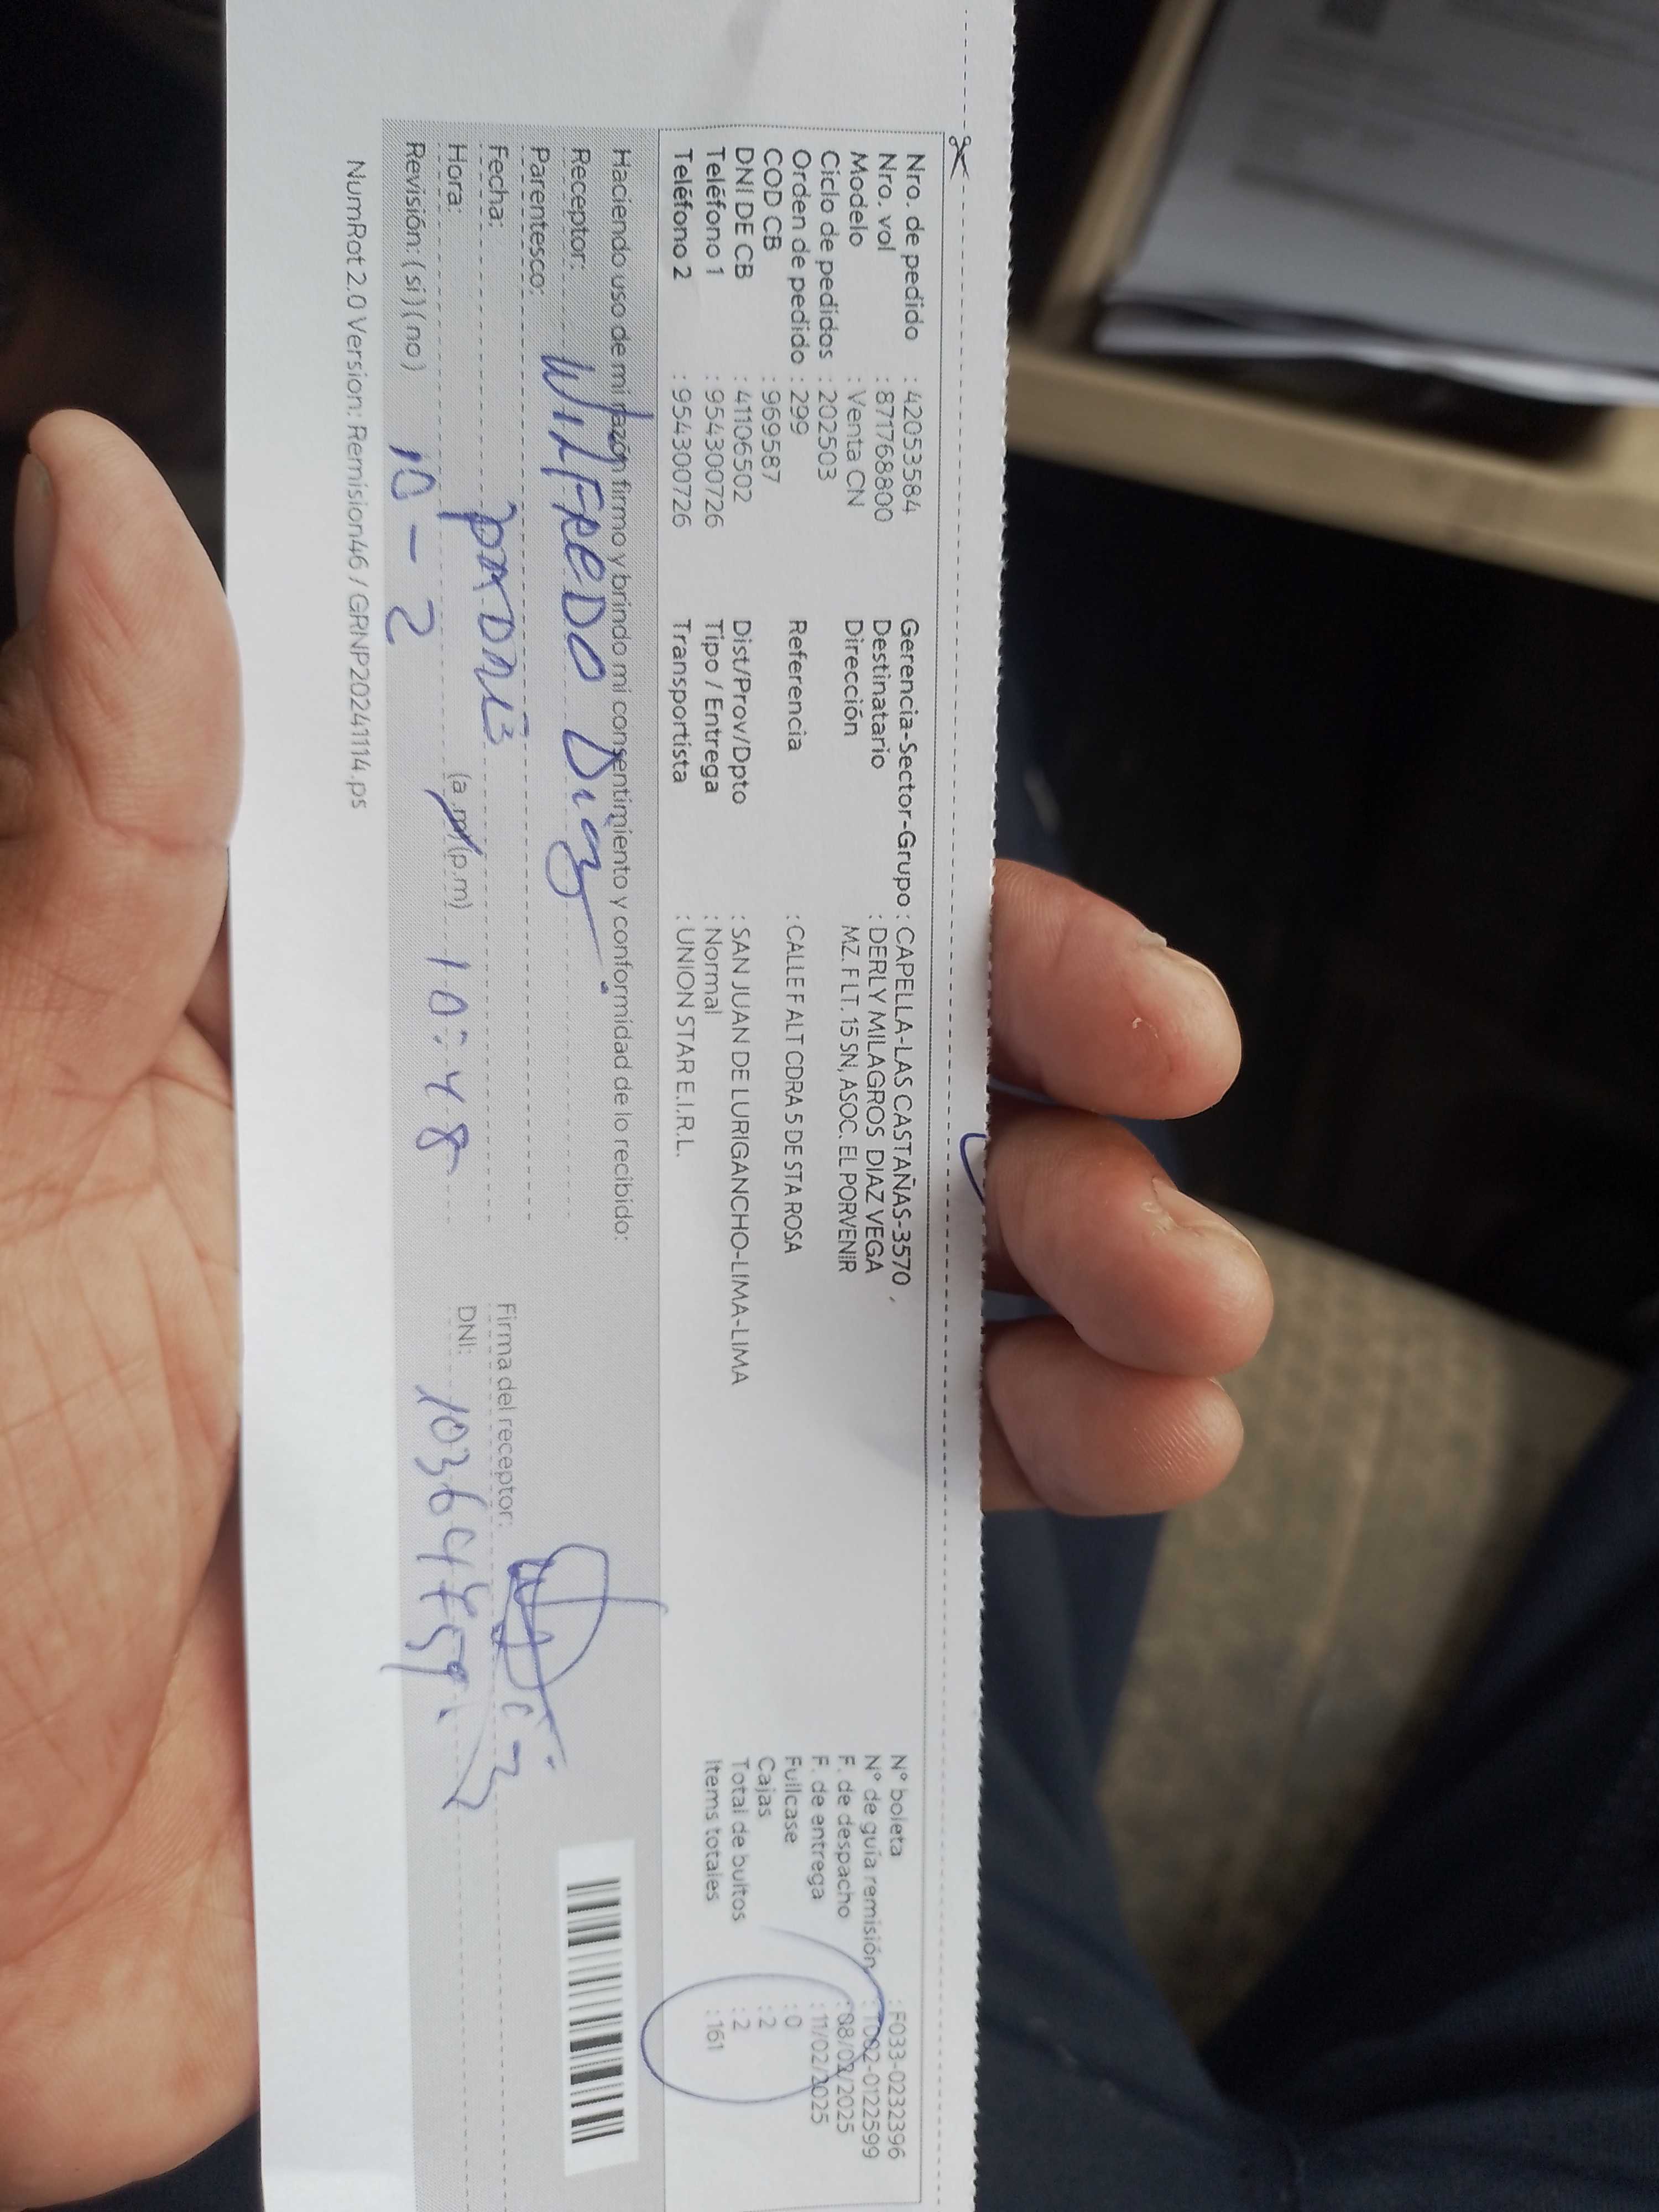 Nro. de pedido : 42053584 Gerencia-Sector-Grupo : CAPELLA-LAS CASTAÑAS-3570 N° boleta : F033-0232396
Nro. vol : 871768800 Destinatario : DERLY MILAGROS DIAZ VEGA N° de guía remisión : T002-0122599
Modelo : Venta CN Dirección MZ. F LT. 15 SN, ASOC. EL PORVENIR F. de despacho : 08/02/2025
Ciclo de pedidos : 202503 F. de entrega : 11/02/2025
Orden de pedido : 299 Referencia : CALLE F ALT CDRA 5 DE STA ROSA Fullcase : 0
COD CB : 969587 Cajas : 2
DNI DE CB : 41106502 Dist/Prov/Dpto : SAN JUAN DE LURIGANCHO-LIMA-LIMA Total de bultos : 2
Teléfono 1 : 954300726 Tipo / Entrega : Normal Items totales : 161
Teléfono 2 : 954300726 Transportista : UNION STAR E.I.R.L.
Haciendo uso de mi razón firmo y brindo mi consentimiento y conformidad de lo recibido:
Receptor: WILFREDO Diaz
Parentesco:
Fecha: Firma del receptor:
Hora: (a.m) (p.m) 10:48 DNI:
Revisión: (si) (no) 10-2
NumRot 2.0 Version: Remision46 / GRNP20241114.ps